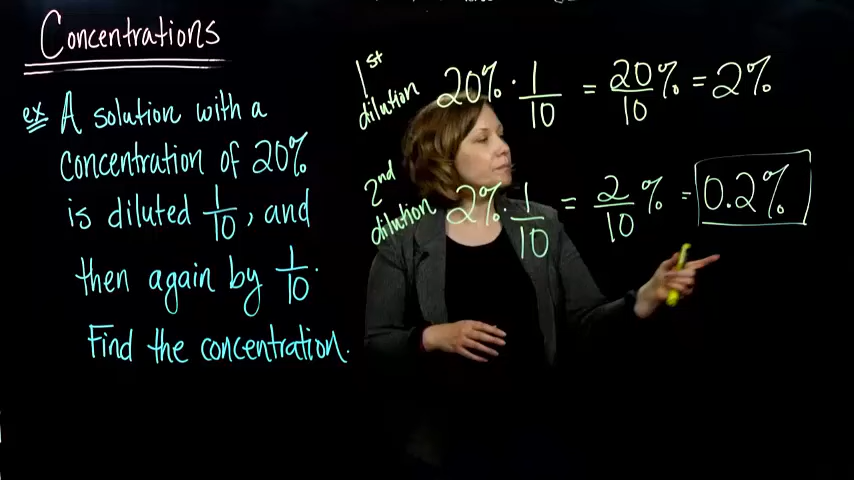 Concentrations
ex A solution with a
concentration of 20%
is diluted 1/10, and
then again by 1/10.
Find the concentration.
1st dilution 20% · 1/10 = 20/10 % = 2%
2nd dilution 2% · 1/10 = 2/10 % = 0.2%